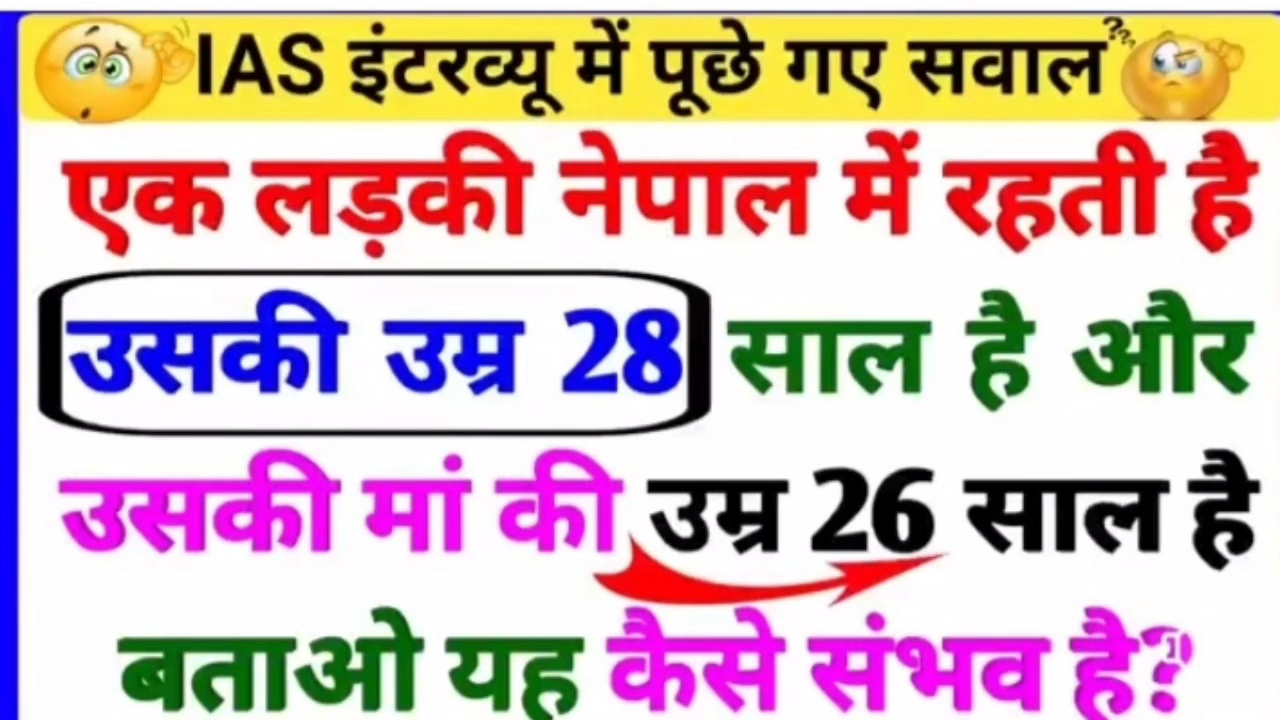 IAS इंटरव्यू में पूछे गए सवाल ???
एक लड़की नेपाल में रहती है
उसकी उम्र 28 साल है और
उसकी मां की उम्र 26 साल है
बताओ यह कैसे संभव है?